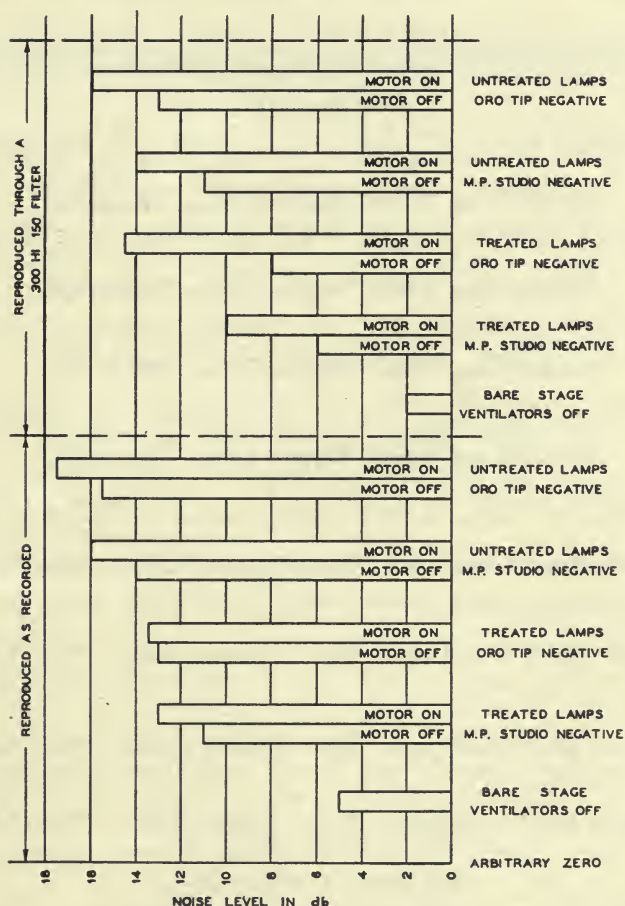 MOTOR ON UNTREATED LAMPS
MOTOR OFF ORO TIP NEGATIVE
MOTOR ON UNTREATED LAMPS
MOTOR OFF M.P. STUDIO NEGATIVE
MOTOR ON TREATED LAMPS
MOTOR OFF ORO TIP NEGATIVE
MOTOR ON TREATED LAMPS
MOTOR OFF M.P. STUDIO NEGATIVE
BARE STAGE
VENTILATORS OFF
REPRODUCED THROUGH A
300 HI 150 FILTER
MOTOR ON UNTREATED LAMPS
MOTOR OFF ORO TIP NEGATIVE
MOTOR ON UNTREATED LAMPS
MOTOR OFF M.P. STUDIO NEGATIVE
MOTOR ON TREATED LAMPS
MOTOR OFF ORO TIP NEGATIVE
MOTOR ON TREATED LAMPS
MOTOR OFF M.P. STUDIO NEGATIVE
BARE STAGE
VENTILATORS OFF
REPRODUCED AS RECORDED
ARBITRARY ZERO
18 16 14 12 10 8 6 4 2 0
NOISE LEVEL IN db